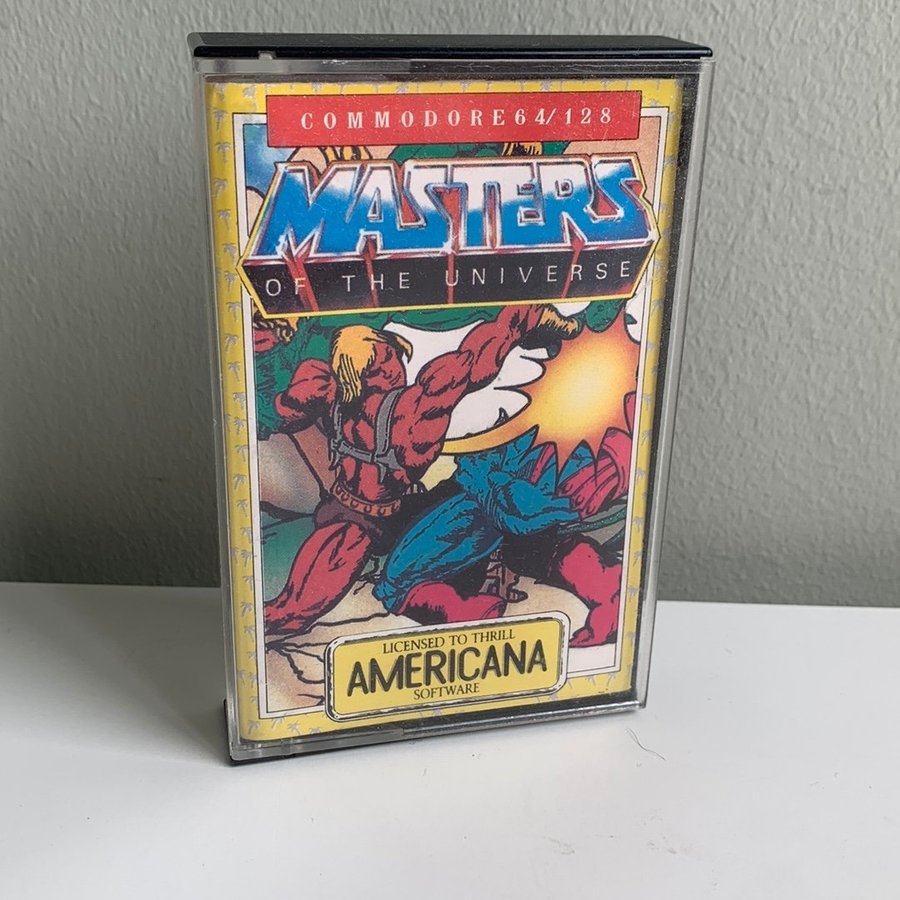 COMMODORE 64/128
MASTERS
OF THE UNIVERSE
LICENSED TO THRILL
AMERICANA
SOFTWARE